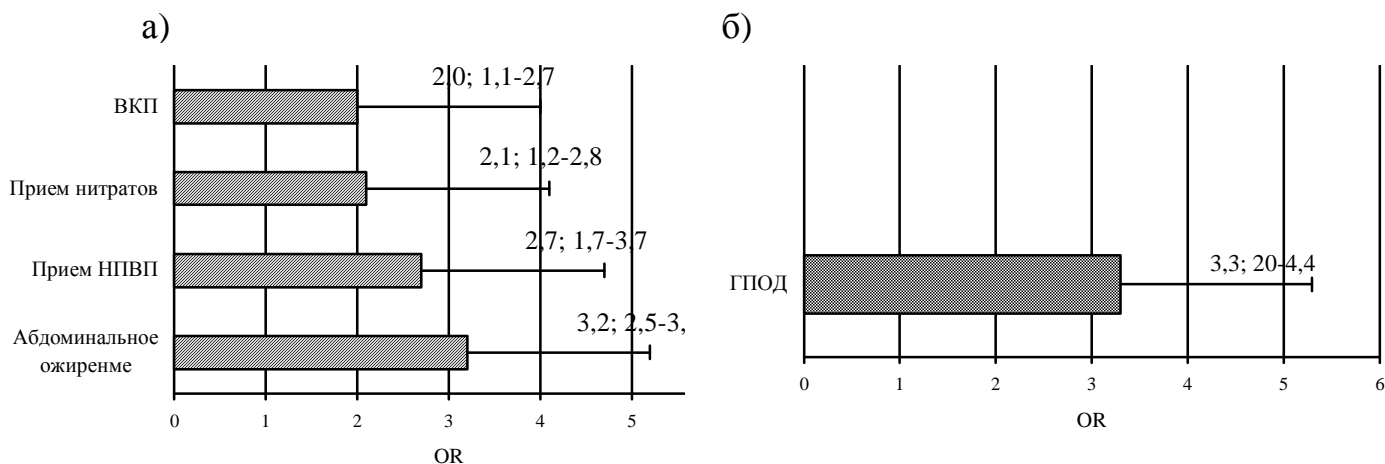 а)
2,0; 1,1-2,7
ВКП
2,1; 1,2-2,8
Прием нитратов
2,7; 1,7-3,7
Прием НПВП
3,2; 2,5-3,
Абдоминальное
ожиренме
0 1 2 3 4 5
OR
б)
3,3; 20-4,4
ГПОД
0 1 2 3 4 5 6
OR